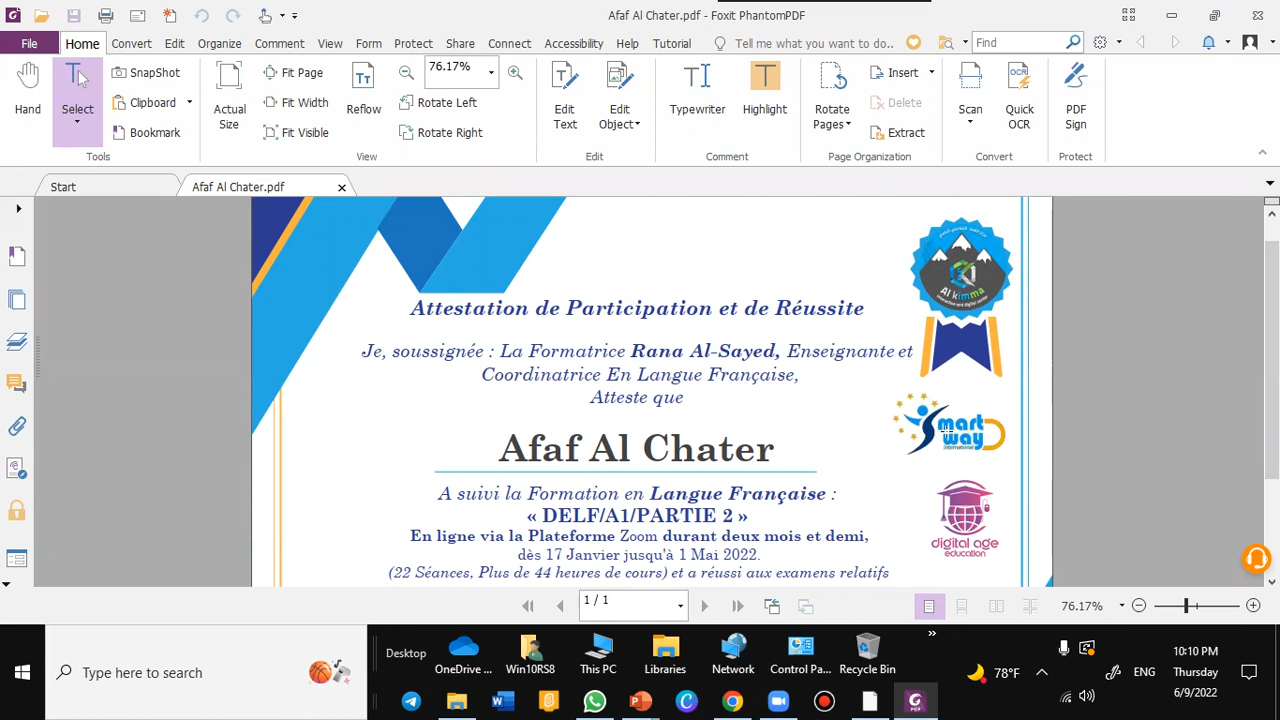 Afaf Al Chater.pdf - Foxit PhantomPDF
File Home Convert Edit Organize Comment View Form Protect Share Connect Accessibility Help Tutorial Tell me what you want to do.. Find
Hand
Select
SnapShot
Clipboard
Bookmark
Tools
Actual
Size
Fit Page
Fit Width
Fit Visible
Reflow
76.17%
Rotate Left
Rotate Right
View
Edit
Text
Edit
Object
Edit
Typewriter
Highlight
Comment
Rotate
Pages
Insert
Delete
Extract
Page Organization
Scan
Quick
OCR
Convert
PDF
Sign
Protect
Start
Afaf Al Chater.pdf
Al kimma
interactive and digital career
Attestation de Participation et de Réussite
Je, soussignée : La Formatrice Rana Al-Sayed, Enseignante et
Coordinatrice En Langue Française,
Atteste que
Smart
way
International
Afaf Al Chater
A suivi la Formation en Langue Française :
« DELF/A1/PARTIE 2 »
En ligne via la Plateforme Zoom durant deux mois et demi,
dès 17 Janvier jusqu'à 1 Mai 2022.
(22 Séances, Plus de 44 heures de cours) et a réussi aux examens relatifs
digital age
education
1 / 1
76.17%
Type here to search
Desktop
OneDrive ...
Win10RS8
This PC
Libraries
Network
Control Pa...
Recycle Bin
78°F
ENG
10:10 PM
Thursday
6/9/2022